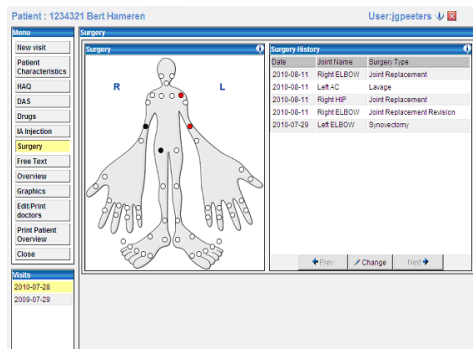 Patient : 1234321 Bert Hameren
User:jgpeeters
Menu
New visit
Patient
Characteristics
HAQ
DAS
Drugs
IA Injection
Surgery
Free Text
Overview
Graphics
Edit/Print
doctors
Print Patient
Overview
Close
Visits
2010-07-28
2009-07-29
Surgery
Surgery
R L
Surgery History
Date Joint Name Surgery Type
2010-08-11 Right ELBOW Joint Replacement
2010-08-11 Left AC Lavage
2010-08-11 Right HIP Joint Replacement
2010-08-11 Right ELBOW Joint Replacement Revision
2010-07-29 Left ELBOW Synovectomy
Prev Change Next